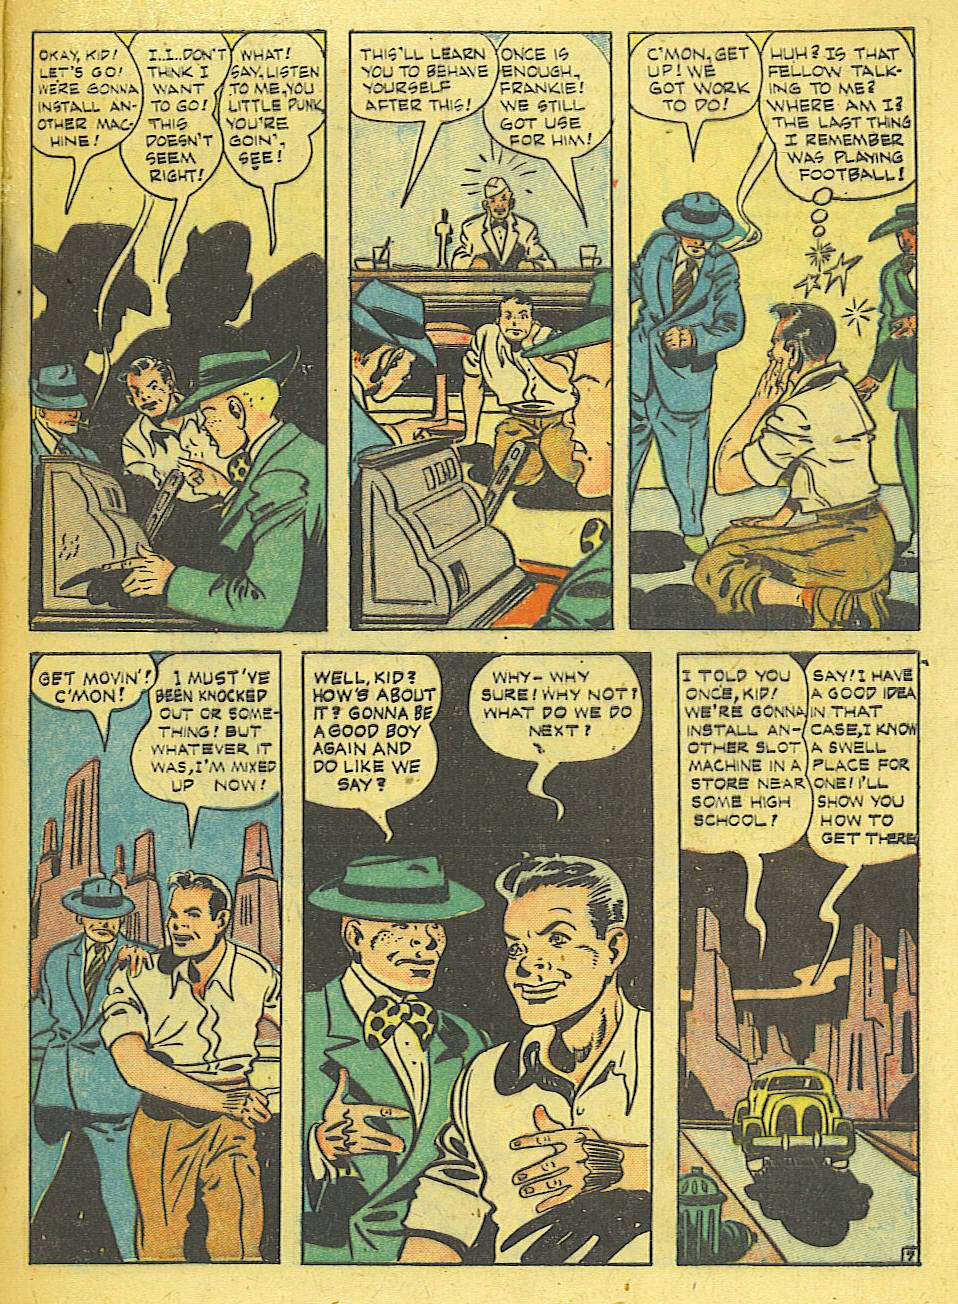 OKAY, KID!
LET'S GO!
WE'RE GONNA
INSTALL AN-
OTHER MAC-
HINE!
I..I..DON'T
THINK I
WANT
TO GO!
THIS
DOESN'T
SEEM
RIGHT!
WHAT!
SAY, LISTEN
TO ME, YOU
LITTLE PUNK,
YOU'RE
GOIN',
SEE!
THIS'LL LEARN
YOU TO BEHAVE
YOURSELF
AFTER THIS!
ONCE IS
ENOUGH,
FRANKIE!
WE STILL
GOT USE
FOR HIM!
C'MON, GET
UP! WE
GOT WORK
TO DO!
HUH? IS THAT
FELLOW TALK-
ING TO ME?
WHERE AM I?
THE LAST THING
I REMEMBER
WAS PLAYING
FOOTBALL!
GET MOVIN'!
C'MON!
I MUST'VE
BEEN KNOCKED
OUT OR SOME-
THING! BUT
WHATEVER IT
WAS, I'M MIXED
UP NOW!
WELL, KID?
HOW'S ABOUT
IT? GONNA BE
A GOOD BOY
AGAIN AND
DO LIKE WE
SAY?
WHY- WHY
SURE! WHY NOT?
WHAT DO WE DO
NEXT?
I TOLD YOU
ONCE, KID!
WE'RE GONNA
INSTALL AN-
OTHER SLOT
MACHINE IN A
STORE NEAR
SOME HIGH
SCHOOL?
SAY! I HAVE
A GOOD IDEA
IN THAT
CASE, I KNOW
A SWELL
PLACE FOR
ONE! I'LL
SHOW YOU
HOW TO
GET THERE